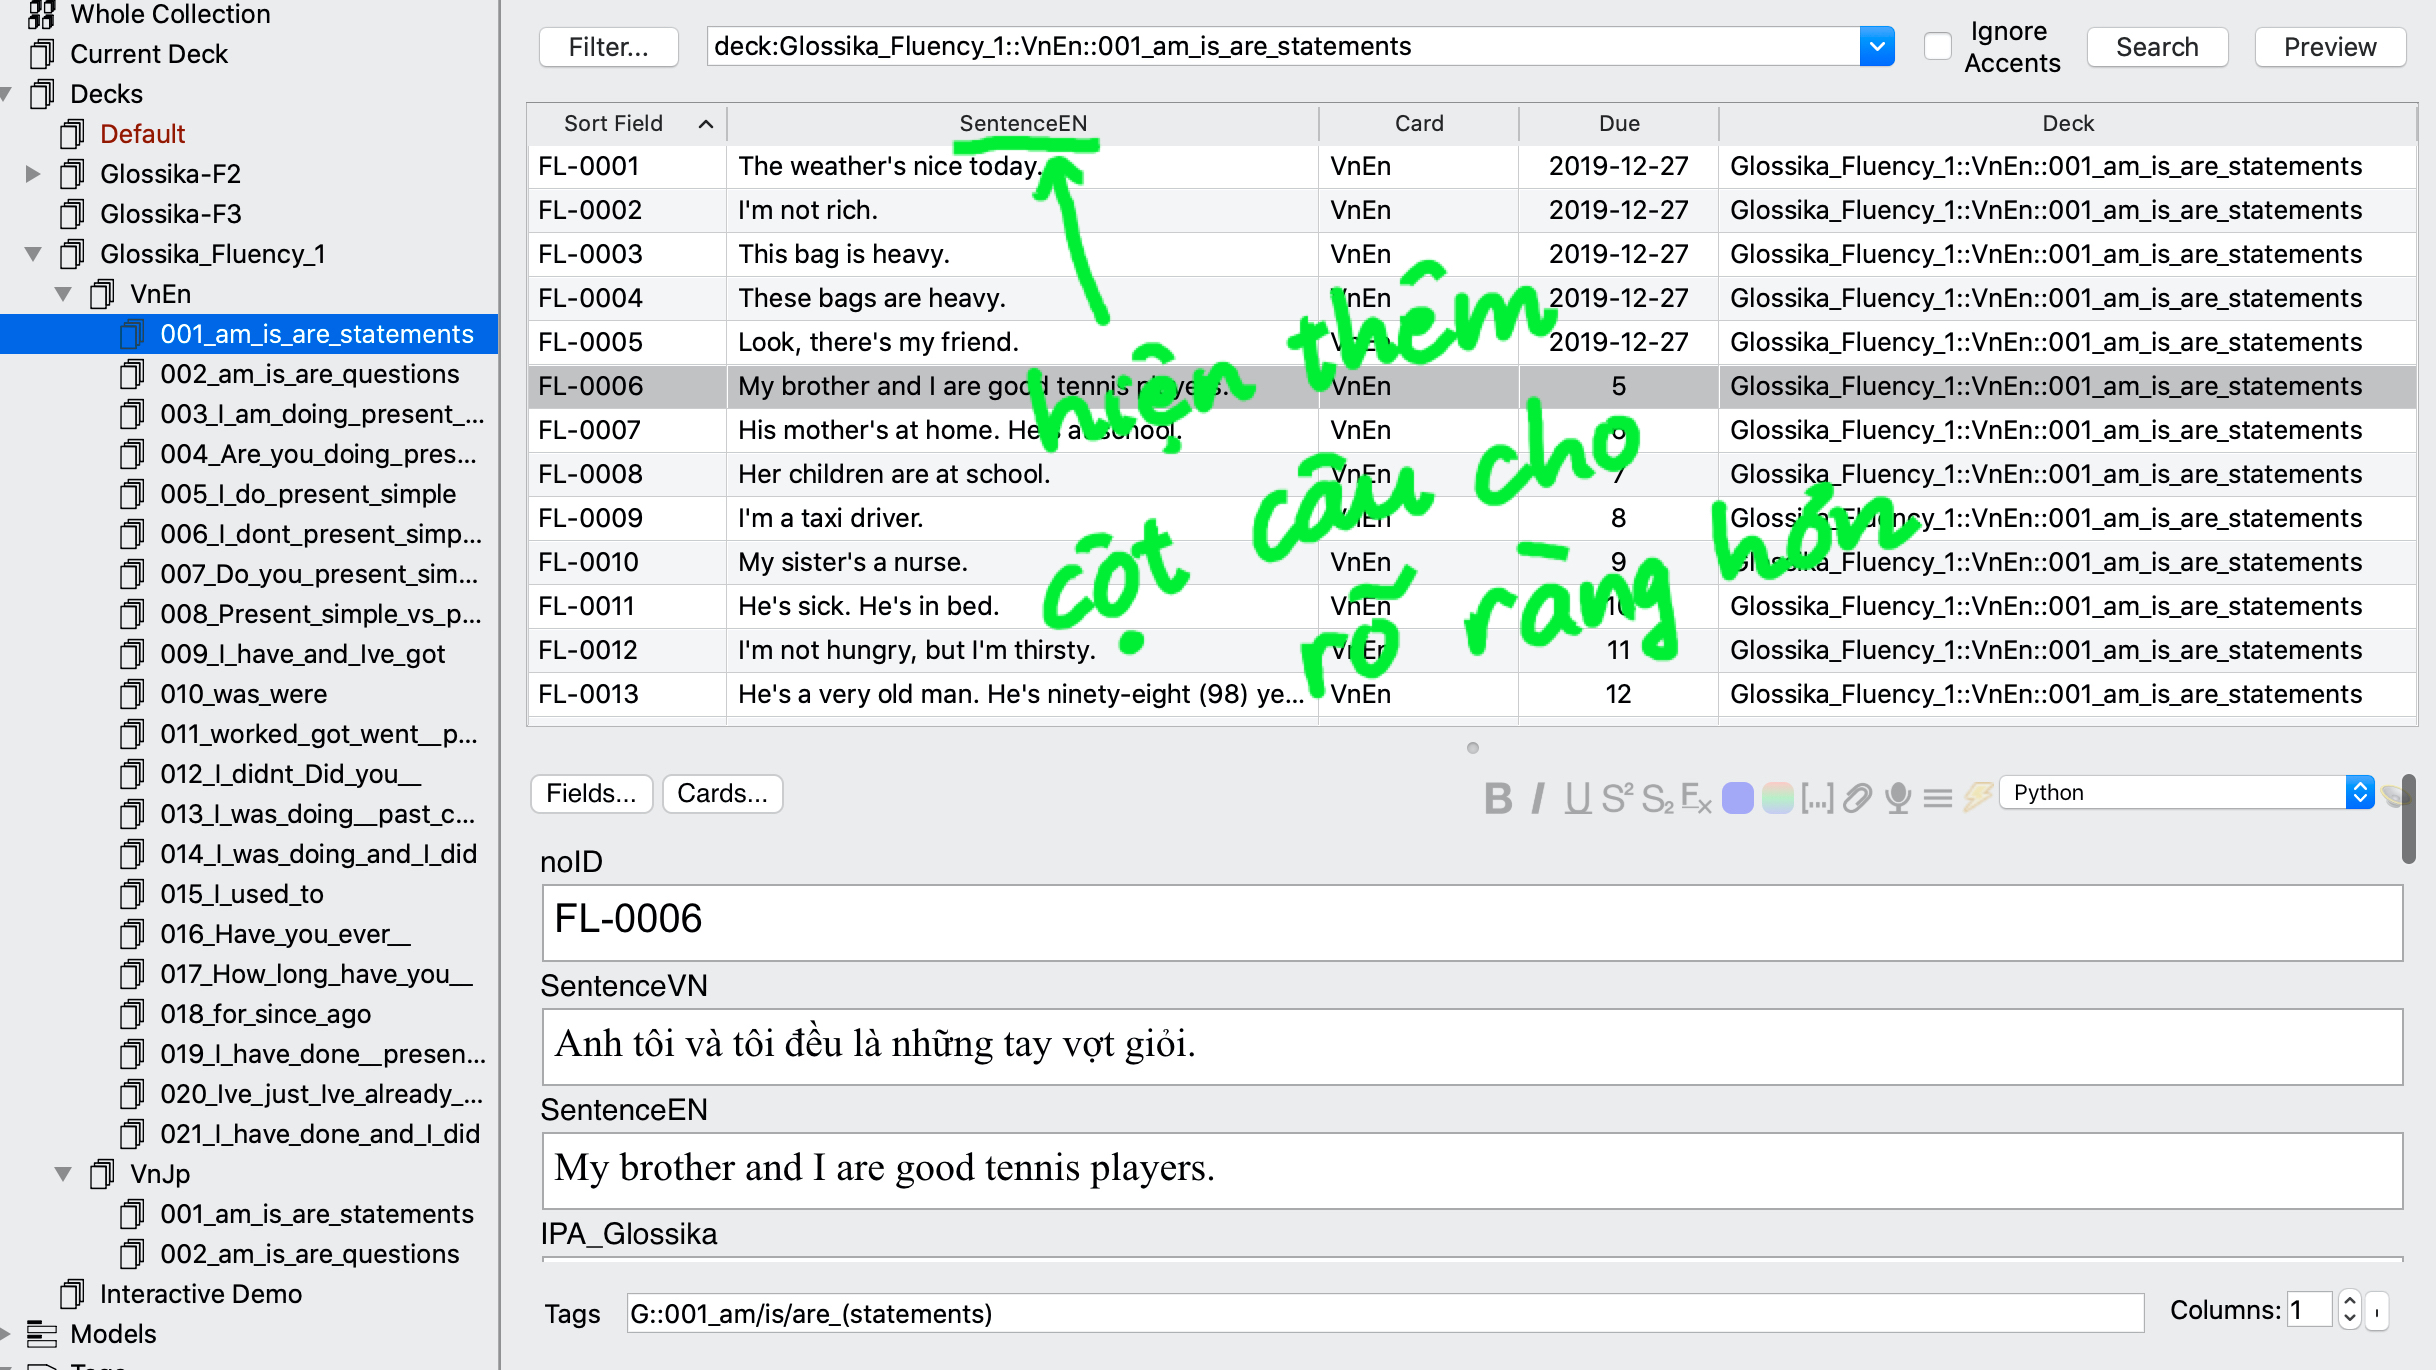 Whole Collection
Current Deck
Decks
Default
Glossika-F2
Glossika-F3
Glossika_Fluency_1
VnEn
001_am_is_are_statements
002_am_is_are_questions
003_I_am_doing_present_...
004_Are_you_doing_pres...
005_I_do_present_simple
006_I_dont_present_simp...
007_Do_you_present_sim...
008_Present_simple_vs_p...
009_I_have_and_Ive_got
010_was_were
011_worked_got_went__p...
012_I_didnt_Did_you__
013_I_was_doing__past_c...
014_I_was_doing_and_I_did
015_I_used_to
016_Have_you_ever__
017_How_long_have_you__
018_for_since_ago
019_I_have_done__presen...
020_Ive_just_Ive_already_...
021_I_have_done_and_I_did
VnJp
001_am_is_are_statements
002_am_is_are_questions
Interactive Demo
Models
Filter... deck:Glossika_Fluency_1::VnEn::001_am_is_are_statements Ignore Accents Search Preview
Sort Field SentenceEN Card Due Deck
FL-0001 The weather's nice today. VnEn 2019-12-27 Glossika_Fluency_1::VnEn::001_am_is_are_statements
FL-0002 I'm not rich. VnEn 2019-12-27 Glossika_Fluency_1::VnEn::001_am_is_are_statements
FL-0003 This bag is heavy. VnEn 2019-12-27 Glossika_Fluency_1::VnEn::001_am_is_are_statements
FL-0004 These bags are heavy. VnEn 2019-12-27 Glossika_Fluency_1::VnEn::001_am_is_are_statements
FL-0005 Look, there's my friend. VnEn 2019-12-27 Glossika_Fluency_1::VnEn::001_am_is_are_statements
FL-0006 My brother and I are good tennis players. VnEn 5 Glossika_Fluency_1::VnEn::001_am_is_are_statements
FL-0007 His mother's at home. He's at school. VnEn 6 Glossika_Fluency_1::VnEn::001_am_is_are_statements
FL-0008 Her children are at school. VnEn 7 Glossika_Fluency_1::VnEn::001_am_is_are_statements
FL-0009 I'm a taxi driver. VnEn 8 Glossika_Fluency_1::VnEn::001_am_is_are_statements
FL-0010 My sister's a nurse. VnEn 9 Glossika_Fluency_1::VnEn::001_am_is_are_statements
FL-0011 He's sick. He's in bed. VnEn 10 Glossika_Fluency_1::VnEn::001_am_is_are_statements
FL-0012 I'm not hungry, but I'm thirsty. VnEn 11 Glossika_Fluency_1::VnEn::001_am_is_are_statements
FL-0013 He's a very old man. He's ninety-eight (98) ye... VnEn 12 Glossika_Fluency_1::VnEn::001_am_is_are_statements
hiện thêm
cột câu cho
rõ ràng hơn
Fields... Cards... Python
noID
FL-0006
SentenceVN
Anh tôi và tôi đều là những tay vợt giỏi.
SentenceEN
My brother and I are good tennis players.
IPA_Glossika
Tags G::001_am/is/are_(statements) Columns: 1